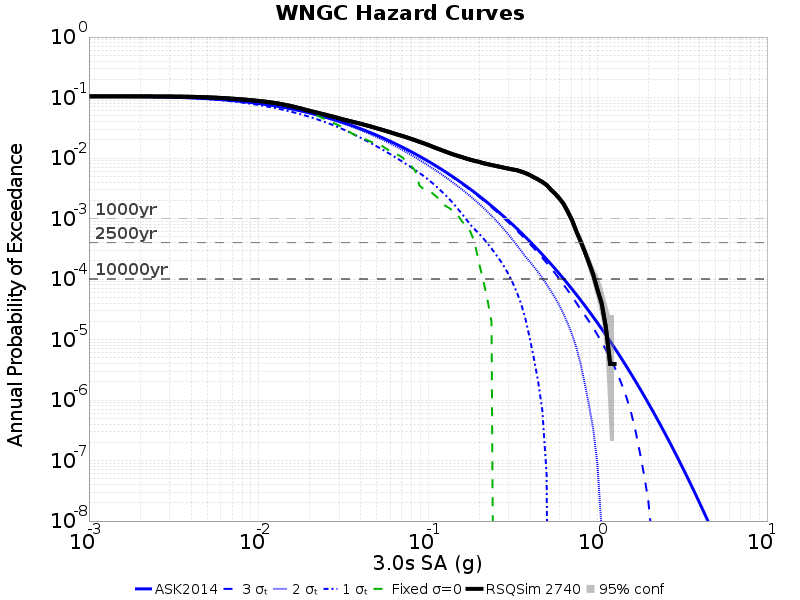 WNGC Hazard Curves
Annual Probability of Exceedance
10^0
10^-1
10^-2
10^-3
10^-4
10^-5
10^-6
10^-7
10^-8
1000yr
2500yr
10000yr
10^-3 10^-2 10^-1 10^0 10^1
3.0s SA (g)
ASK2014 3 σₜ 2 σₜ 1 σₜ Fixed σ=0 RSQSim 2740 95% conf